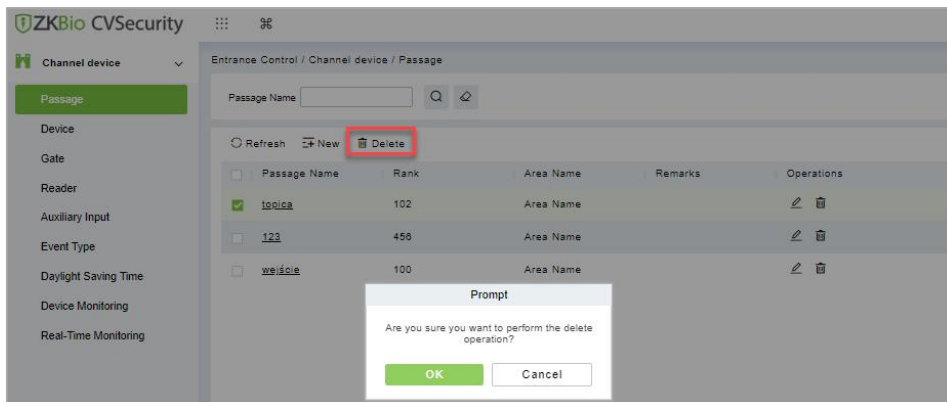 ZKBio CVSecurity
Channel device
Entrance Control / Channel device / Passage
Passage
Passage Name
Device
Refresh New Delete
Gate
Passage Name Rank Area Name Remarks Operations
Reader
topica 102 Area Name
Auxiliary Input
123 456 Area Name
Event Type
wejście 100 Area Name
Daylight Saving Time
Device Monitoring
Real-Time Monitoring
Prompt
Are you sure you want to perform the delete
operation?
OK Cancel